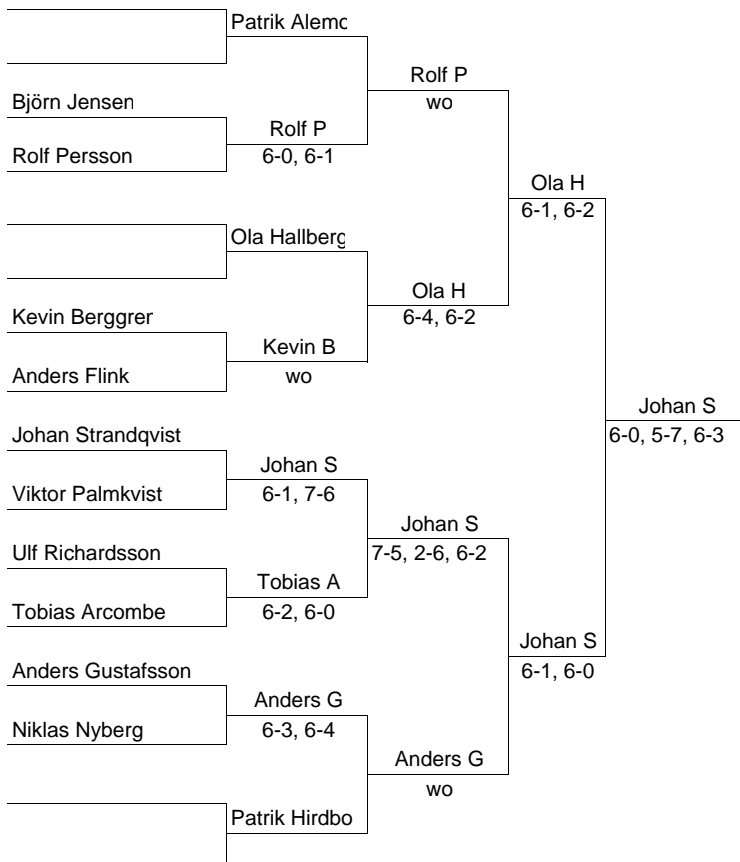 Patrik Alemo
Rolf P
Björn Jensen
wo
Rolf P
Rolf Persson
6-0, 6-1
Ola H
6-1, 6-2
Ola Hallberg
Ola H
Kevin Berggrer
6-4, 6-2
Kevin B
Anders Flink
wo
Johan S
Johan Strandqvist
6-0, 5-7, 6-3
Johan S
Viktor Palmkvist
6-1, 7-6
Johan S
Ulf Richardsson
7-5, 2-6, 6-2
Tobias A
Tobias Arcombe
6-2, 6-0
Johan S
Anders Gustafsson
6-1, 6-0
Anders G
Niklas Nyberg
6-3, 6-4
Anders G
wo
Patrik Hirdbo